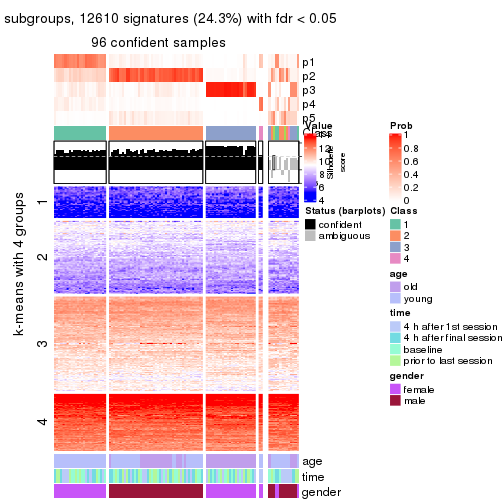 subgroups, 12610 signatures (24.3%) with fdr < 0.05
96 confident samples
p1
p2
p3
p4
p5
Class
1
2
3
4
k-means with 4 groups
age
time
gender
Value
14
12
10
8
6
4
Silhouette
score
Status (barplots)
confident
ambiguous
Prob
1
0.8
0.6
0.4
0.2
0
Class
1
2
3
4
age
old
young
time
4 h after 1st session
4 h after final session
baseline
prior to last session
gender
female
male